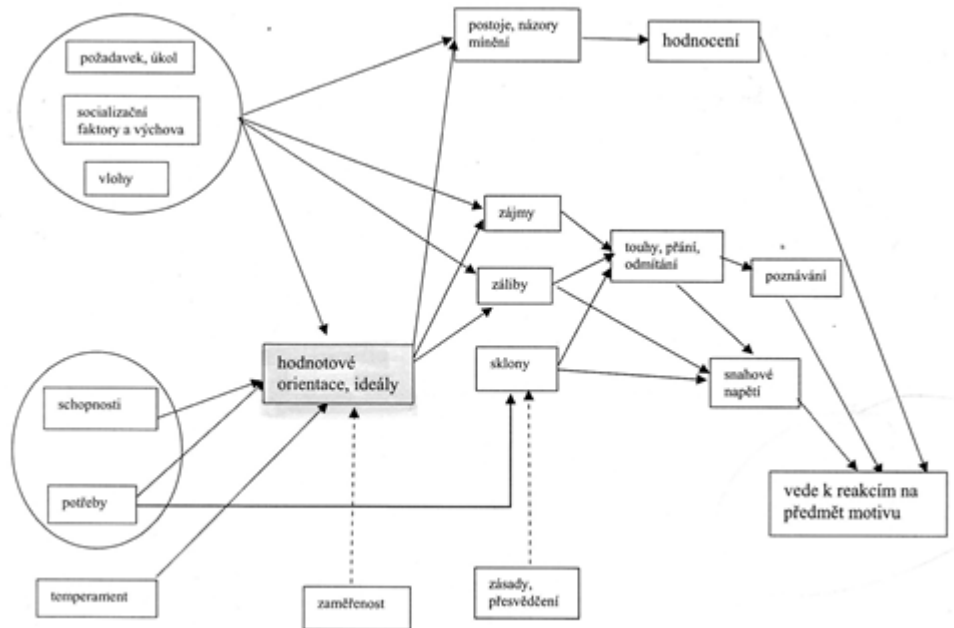 postoje, názory
mínění
hodnocení
požadavek, úkol
socializační
faktory a výchova
vlohy
zájmy
touhy, přání,
odmítání
poznávání
záliby
hodnotové
orientace, ideály
sklony
snahové
napětí
schopnosti
potřeby
vede k reakcím na
předmět motivu
temperament
zaměřenost
zásady,
přesvědčení